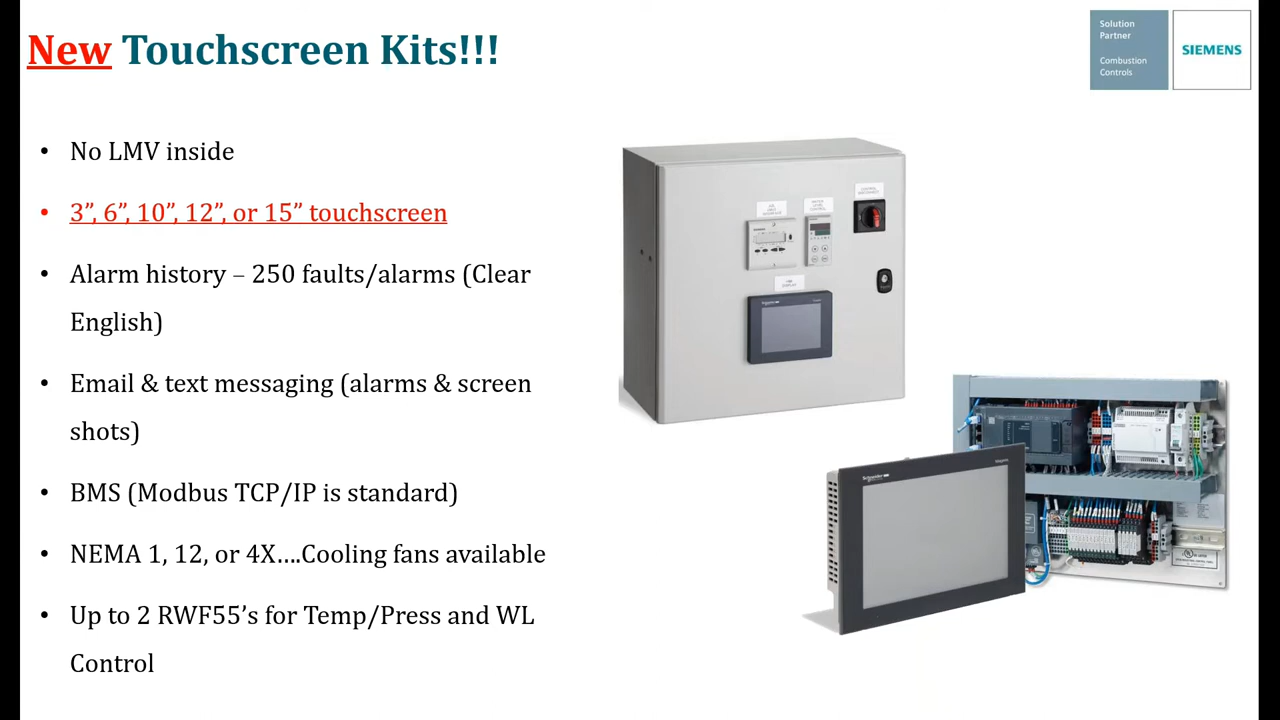 New Touchscreen Kits!!!
Solution
Partner
Combustion
Controls
SIEMENS
• No LMV inside
• 3”, 6”, 10”, 12”, or 15” touchscreen
• Alarm history – 250 faults/alarms (Clear
English)
• Email & text messaging (alarms & screen
shots)
• BMS (Modbus TCP/IP is standard)
• NEMA 1, 12, or 4X....Cooling fans available
• Up to 2 RWF55’s for Temp/Press and WL
Control
Schneider